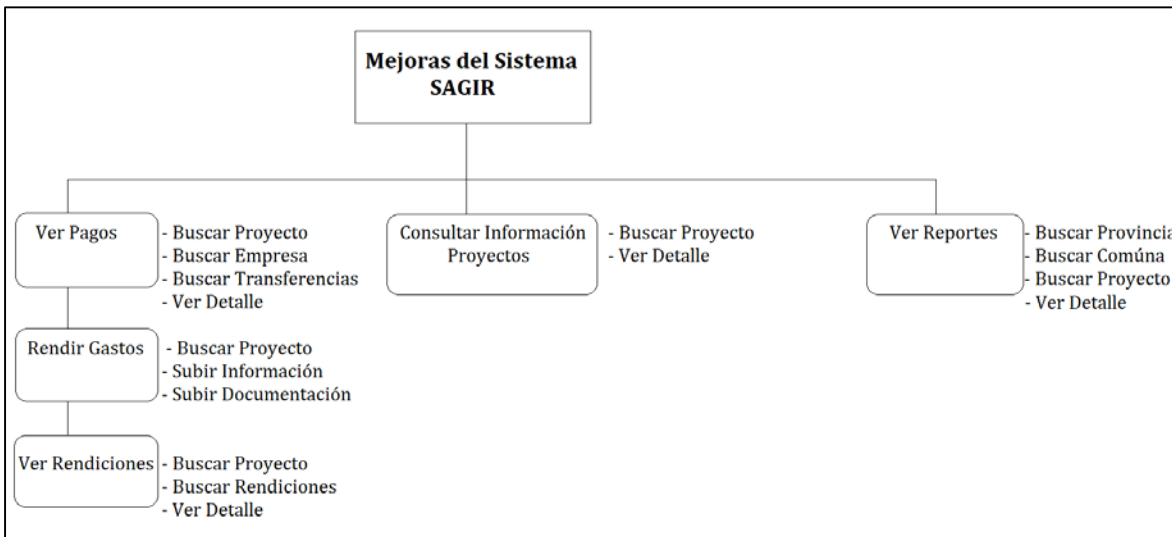 Mejoras del Sistema
SAGIR
Ver Pagos
- Buscar Proyecto
- Buscar Empresa
- Buscar Transferencias
- Ver Detalle
Consultar Información
Proyectos
- Buscar Proyecto
- Ver Detalle
Ver Reportes
- Buscar Provincia
- Buscar Comúna
- Buscar Proyecto
- Ver Detalle
Rendir Gastos
- Buscar Proyecto
- Subir Información
- Subir Documentación
Ver Rendiciones
- Buscar Proyecto
- Buscar Rendiciones
- Ver Detalle